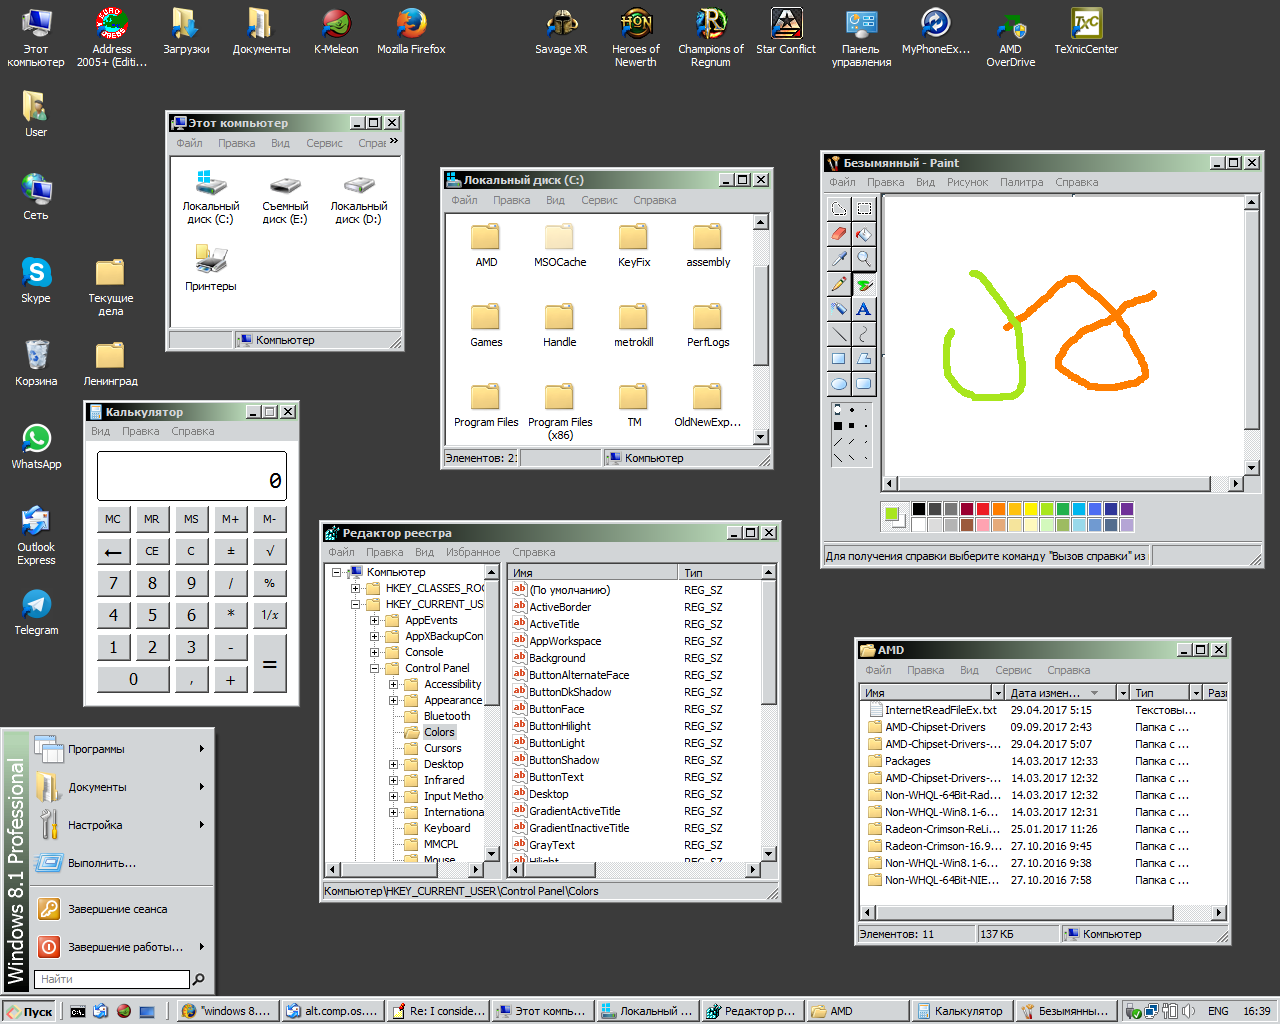 Этот компьютер
Address 2005+ (Editi...
Загрузки
Документы
K-Meleon
Mozilla Firefox
Savage XR
Heroes of Newerth
Champions of Regnum
Star Conflict
Панель управления
MyPhoneEx...
AMD OverDrive
TeXnicCenter
User
Сеть
Skype
Текущие дела
Корзина
Ленинград
WhatsApp
Outlook Express
Telegram
Этот компьютер
Файл Правка Вид Сервис Справ »
Локальный диск (C:)
Съемный диск (E:)
Локальный диск (D:)
Принтеры
Компьютер
Локальный диск (C:)
Файл Правка Вид Сервис Справка
AMD MSOCache KeyFix assembly
Games Handle metrokill PerfLogs
Program Files Program Files (x86) TM OldNewExp...
Элементов: 21 Компьютер
Безымянный - Paint
Файл Правка Вид Рисунок Палитра Справка
A
Для получения справки выберите команду "Вызов справки" из
Калькулятор
Вид Правка Справка
0
MC MR MS M+ M-
← CE C ± √
7 8 9 / %
4 5 6 * 1/x
1 2 3 - =
0 , +
Редактор реестра
Файл Правка Вид Избранное Справка
Компьютер
HKEY_CLASSES_ROO
HKEY_CURRENT_USE
AppEvents
AppXBackupCon
Console
Control Panel
Accessibility
Appearance
Bluetooth
Colors
Cursors
Desktop
Infrared
Input Metho
International
Keyboard
MMCPL
Mouse
Имя Тип
(По умолчанию) REG_SZ
ActiveBorder REG_SZ
ActiveTitle REG_SZ
AppWorkspace REG_SZ
Background REG_SZ
ButtonAlternateFace REG_SZ
ButtonDkShadow REG_SZ
ButtonFace REG_SZ
ButtonHilight REG_SZ
ButtonLight REG_SZ
ButtonShadow REG_SZ
ButtonText REG_SZ
Desktop REG_SZ
GradientActiveTitle REG_SZ
GradientInactiveTitle REG_SZ
GrayText REG_SZ
Hilight REG_SZ
Компьютер\HKEY_CURRENT_USER\Control Panel\Colors
AMD
Файл Правка Вид Сервис Справка
Имя Дата измен... Тип Разм
InternetReadFileEx.txt 29.04.2017 5:15 Текстовы...
AMD-Chipset-Drivers 09.09.2017 2:43 Папка с ...
AMD-Chipset-Drivers-... 29.04.2017 5:07 Папка с ...
Packages 14.03.2017 12:33 Папка с ...
AMD-Chipset-Drivers-... 14.03.2017 12:32 Папка с ...
Non-WHQL-64Bit-Rad... 14.03.2017 12:32 Папка с ...
Non-WHQL-Win8.1-6... 14.03.2017 12:31 Папка с ...
Radeon-Crimson-ReLi... 25.01.2017 11:26 Папка с ...
Radeon-Crimson-16.9... 27.10.2016 9:45 Папка с ...
Non-WHQL-Win8.1-6... 27.10.2016 9:38 Папка с ...
Non-WHQL-64Bit-NIE... 27.10.2016 7:58 Папка с ...
Элементов: 11 137 КБ Компьютер
Windows 8.1 Professional
Программы
Документы
Настройка
Выполнить...
Завершение сеанса
Завершение работы...
Найти
Пуск "windows 8.... alt.comp.os.... Re: I conside... Этот компь... Локальный ... Редактор р... AMD Калькулятор Безымянны... ENG 16:39